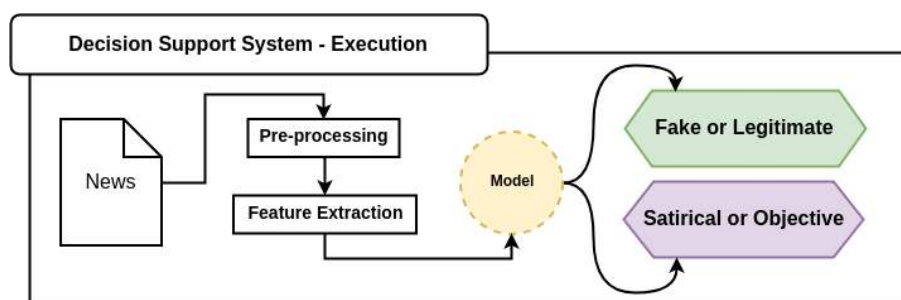 Decision Support System - Execution
News
Pre-processing
Feature Extraction
Model
Fake or Legitimate
Satirical or Objective